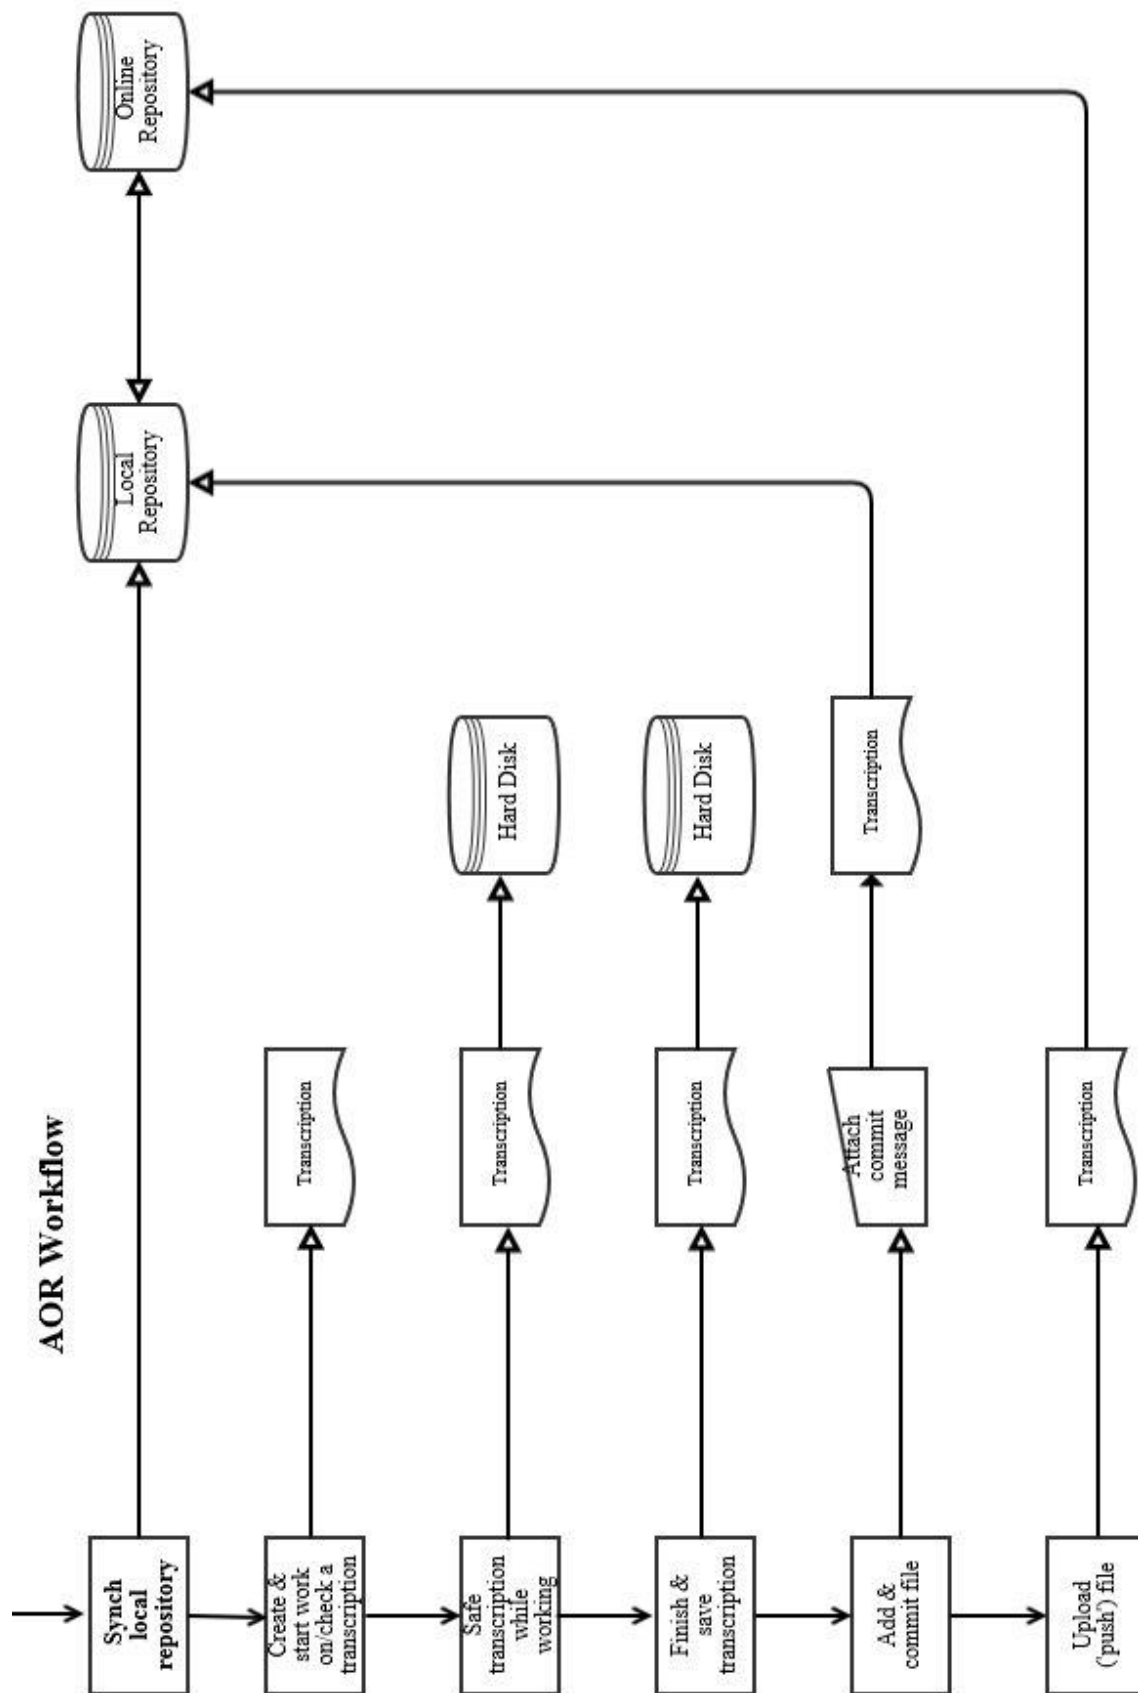 AOR Workflow
Synch
local
repository
Local
Repository
Online
Repository
Create &
start work
on/check a
transcription
Transcription
Safe
transcription
while
working
Transcription
Hard Disk
Finish &
save
transcription
Transcription
Hard Disk
Add &
commit file
Attach
commit
message
Transcription
Upload
('push') file
Transcription